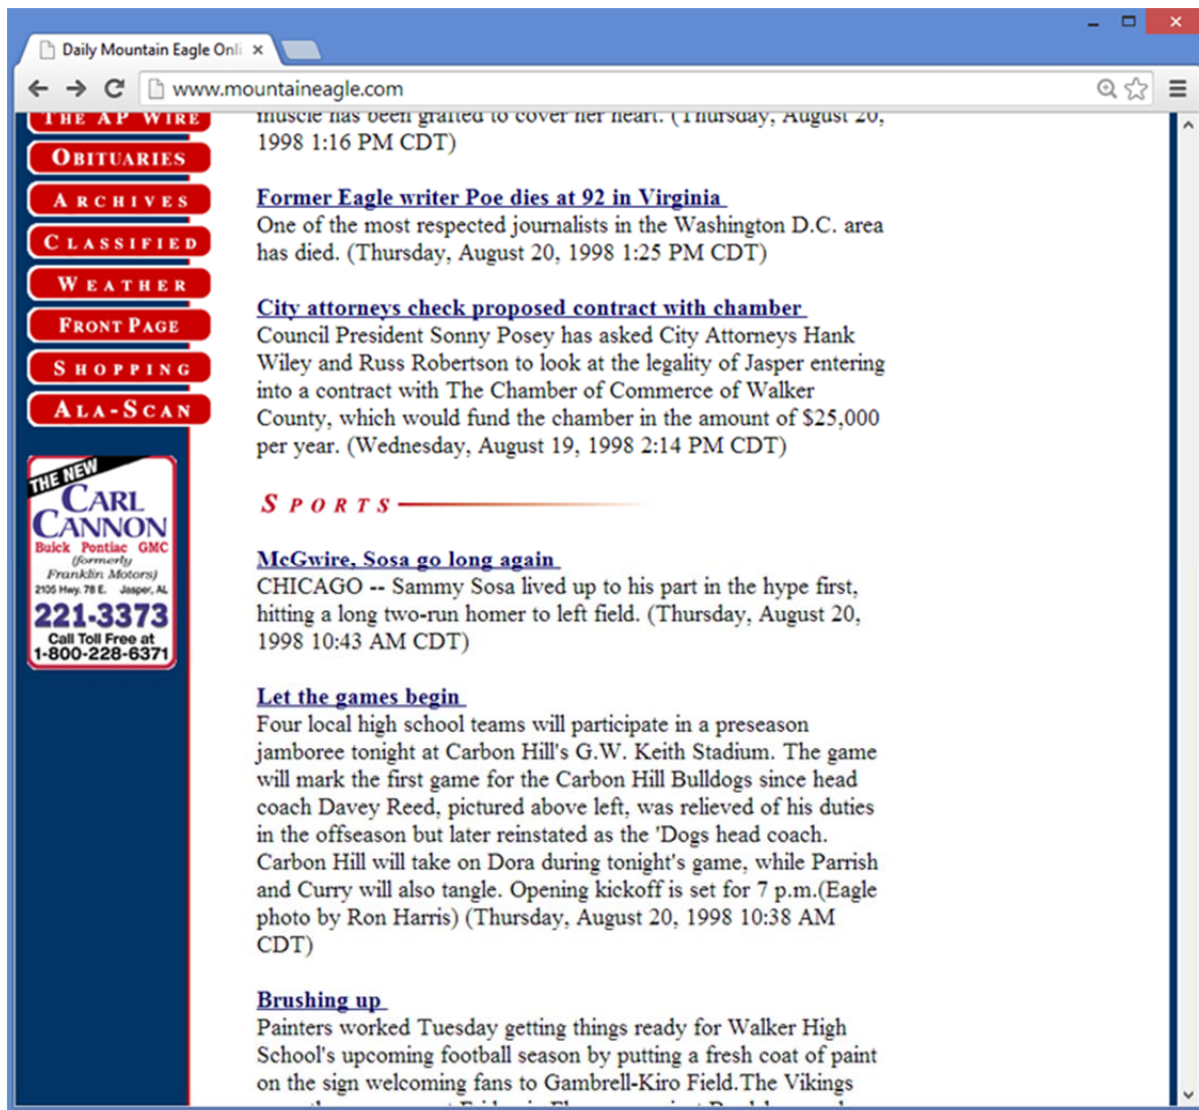 Daily Mountain Eagle Onli
www.mountaineagle.com
THE AP WIRE
OBITUARIES
ARCHIVES
CLASSIFIED
WEATHER
FRONT PAGE
SHOPPING
ALA-SCAN
THE NEW
CARL
CANNON
Buick Pontiac GMC
(formerly
Franklin Motors)
2105 Hwy. 78 E. Jasper, AL
221-3373
Call Toll Free at
1-800-228-6371
muscle has been grafted to cover her heart. (Thursday, August 20,
1998 1:16 PM CDT)
Former Eagle writer Poe dies at 92 in Virginia
One of the most respected journalists in the Washington D.C. area
has died. (Thursday, August 20, 1998 1:25 PM CDT)
City attorneys check proposed contract with chamber
Council President Sonny Posey has asked City Attorneys Hank
Wiley and Russ Robertson to look at the legality of Jasper entering
into a contract with The Chamber of Commerce of Walker
County, which would fund the chamber in the amount of $25,000
per year. (Wednesday, August 19, 1998 2:14 PM CDT)
SPORTS
McGwire, Sosa go long again
CHICAGO -- Sammy Sosa lived up to his part in the hype first,
hitting a long two-run homer to left field. (Thursday, August 20,
1998 10:43 AM CDT)
Let the games begin
Four local high school teams will participate in a preseason
jamboree tonight at Carbon Hill's G.W. Keith Stadium. The game
will mark the first game for the Carbon Hill Bulldogs since head
coach Davey Reed, pictured above left, was relieved of his duties
in the offseason but later reinstated as the 'Dogs head coach.
Carbon Hill will take on Dora during tonight's game, while Parrish
and Curry will also tangle. Opening kickoff is set for 7 p.m.(Eagle
photo by Ron Harris) (Thursday, August 20, 1998 10:38 AM
CDT)
Brushing up
Painters worked Tuesday getting things ready for Walker High
School's upcoming football season by putting a fresh coat of paint
on the sign welcoming fans to Gambrell-Kiro Field.The Vikings